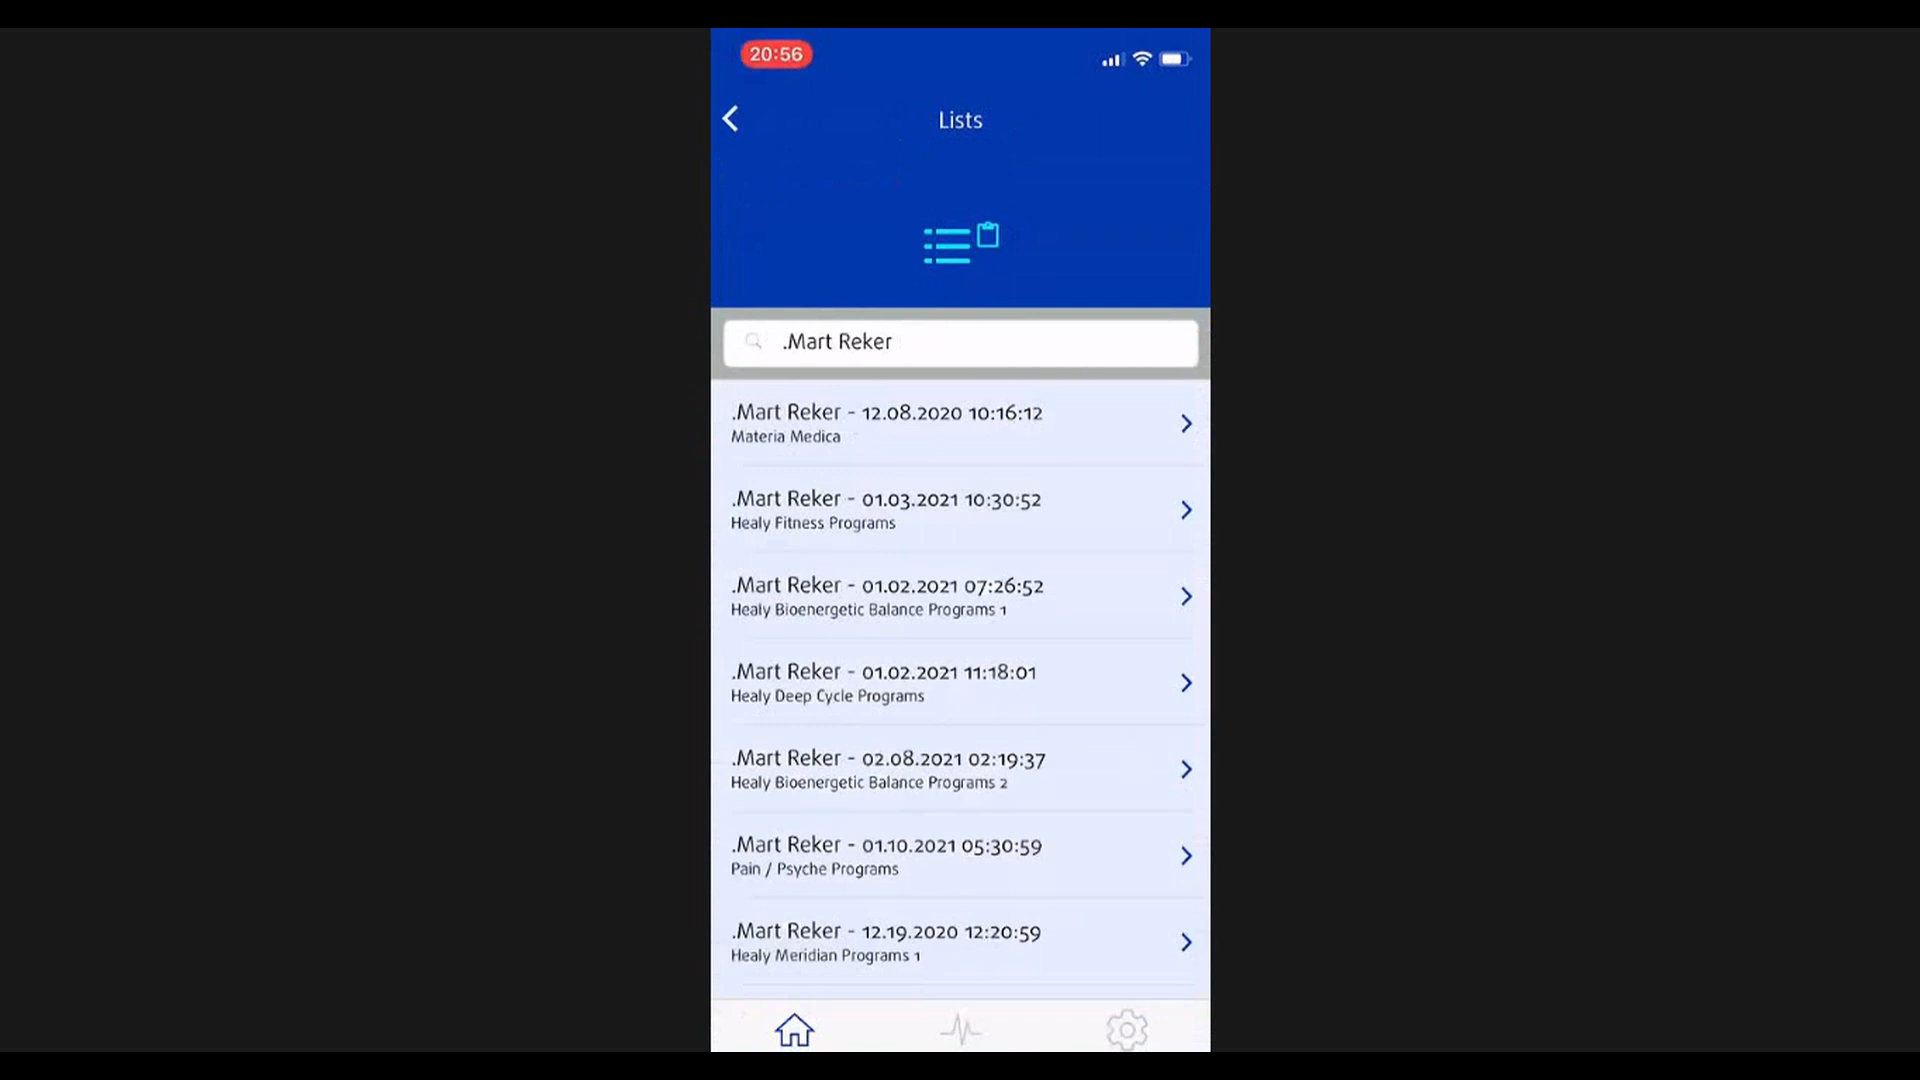 20:56
Lists
.Mart Reker
.Mart Reker - 12.08.2020 10:16:12
Materia Medica
.Mart Reker - 01.03.2021 10:30:52
Healy Fitness Programs
.Mart Reker - 01.02.2021 07:26:52
Healy Bioenergetic Balance Programs 1
.Mart Reker - 01.02.2021 11:18:01
Healy Deep Cycle Programs
.Mart Reker - 02.08.2021 02:19:37
Healy Bioenergetic Balance Programs 2
.Mart Reker - 01.10.2021 05:30:59
Pain / Psyche Programs
.Mart Reker - 12.19.2020 12:20:59
Healy Meridian Programs 1